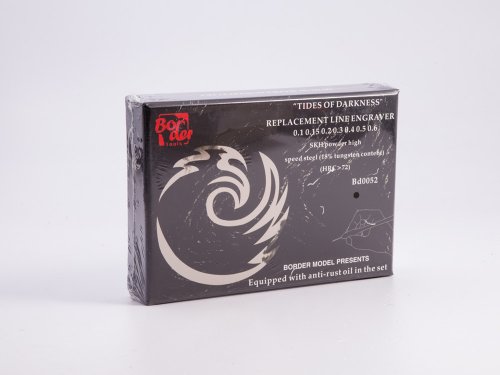 Border
Tools
"TIDES OF DARKNESS"
REPLACEMENT LINE ENGRAVER
0.1 0.15 0.2 0.3 0.4 0.5 0.6
SKH powder high
speed steel (18% tungsten content)
(HRC >72)
Bd0052
BORDER MODEL PRESENTS
Equipped with anti-rust oil in the set